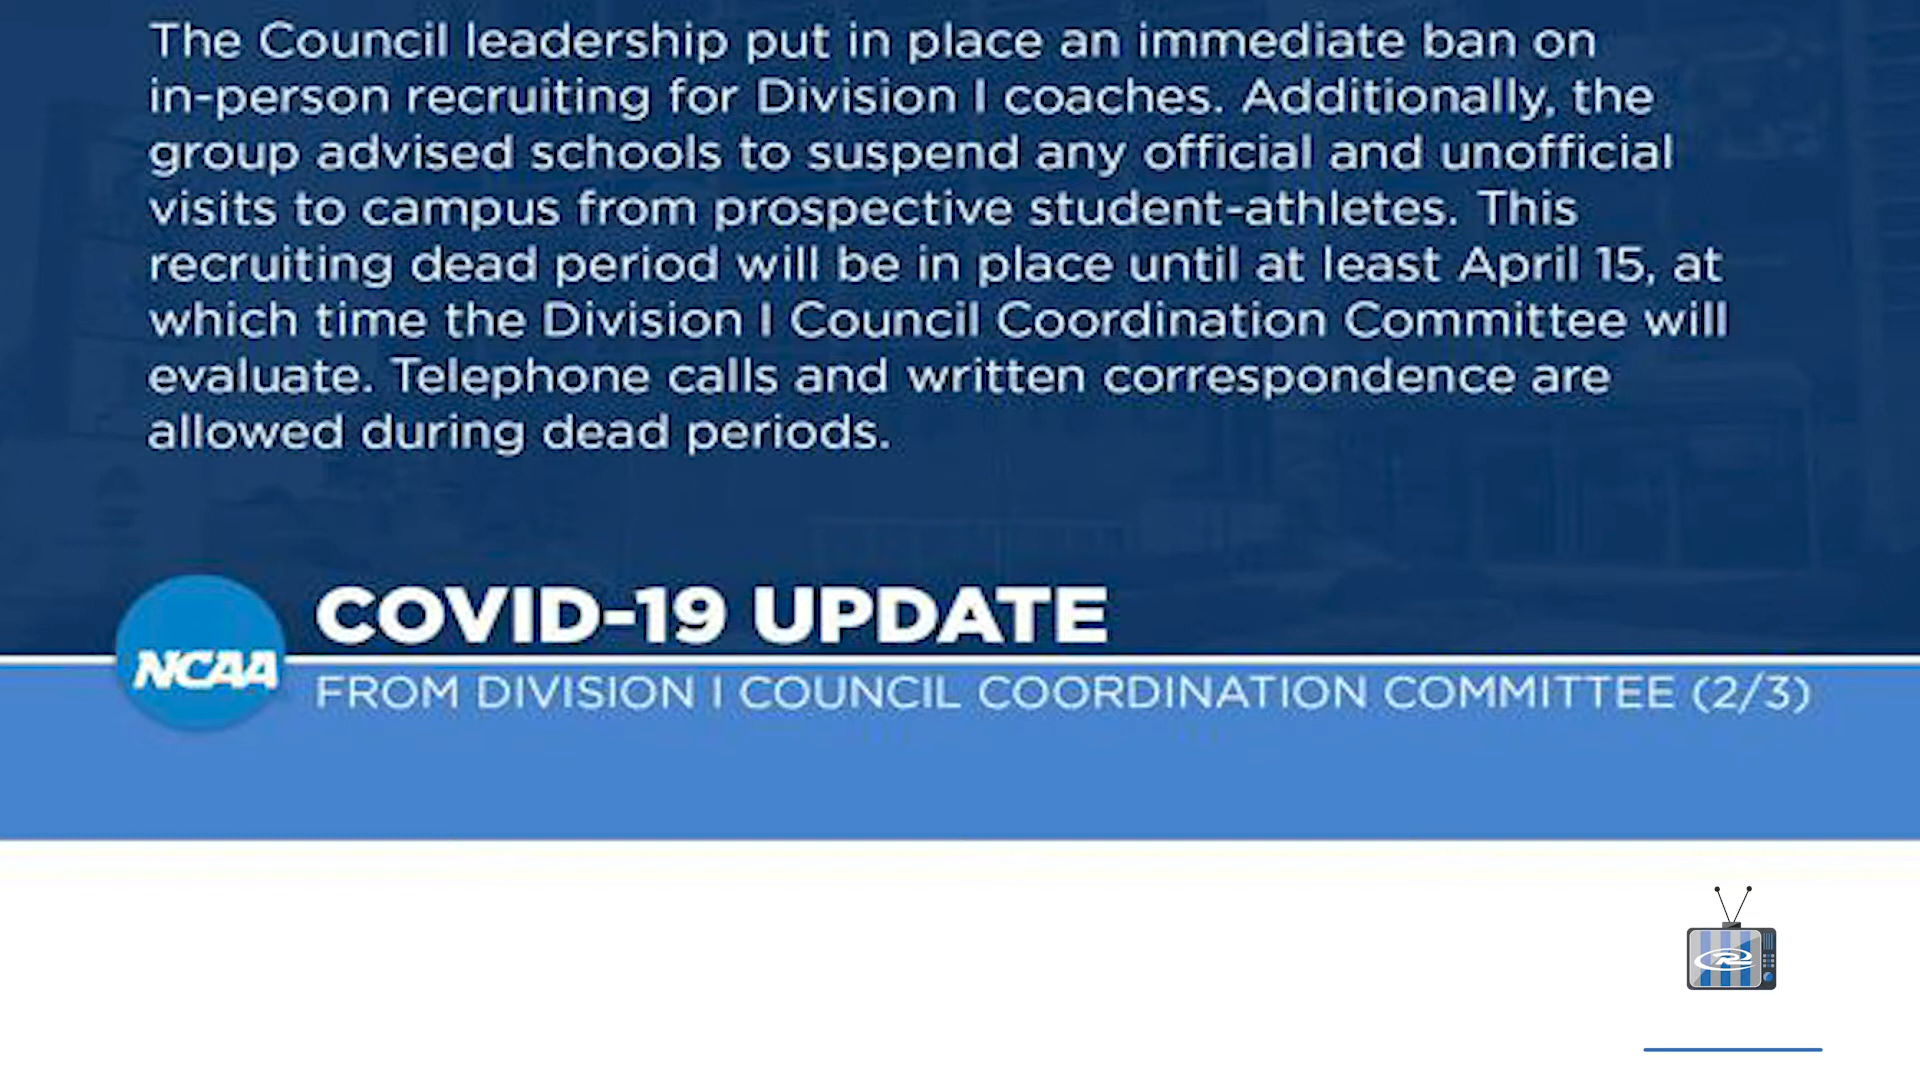 The Council leadership put in place an immediate ban on
in-person recruiting for Division I coaches. Additionally, the
group advised schools to suspend any official and unofficial
visits to campus from prospective student-athletes. This
recruiting dead period will be in place until at least April 15, at
which time the Division I Council Coordination Committee will
evaluate. Telephone calls and written correspondence are
allowed during dead periods.
COVID-19 UPDATE
NCAA
FROM DIVISION I COUNCIL COORDINATION COMMITTEE (2/3)
R